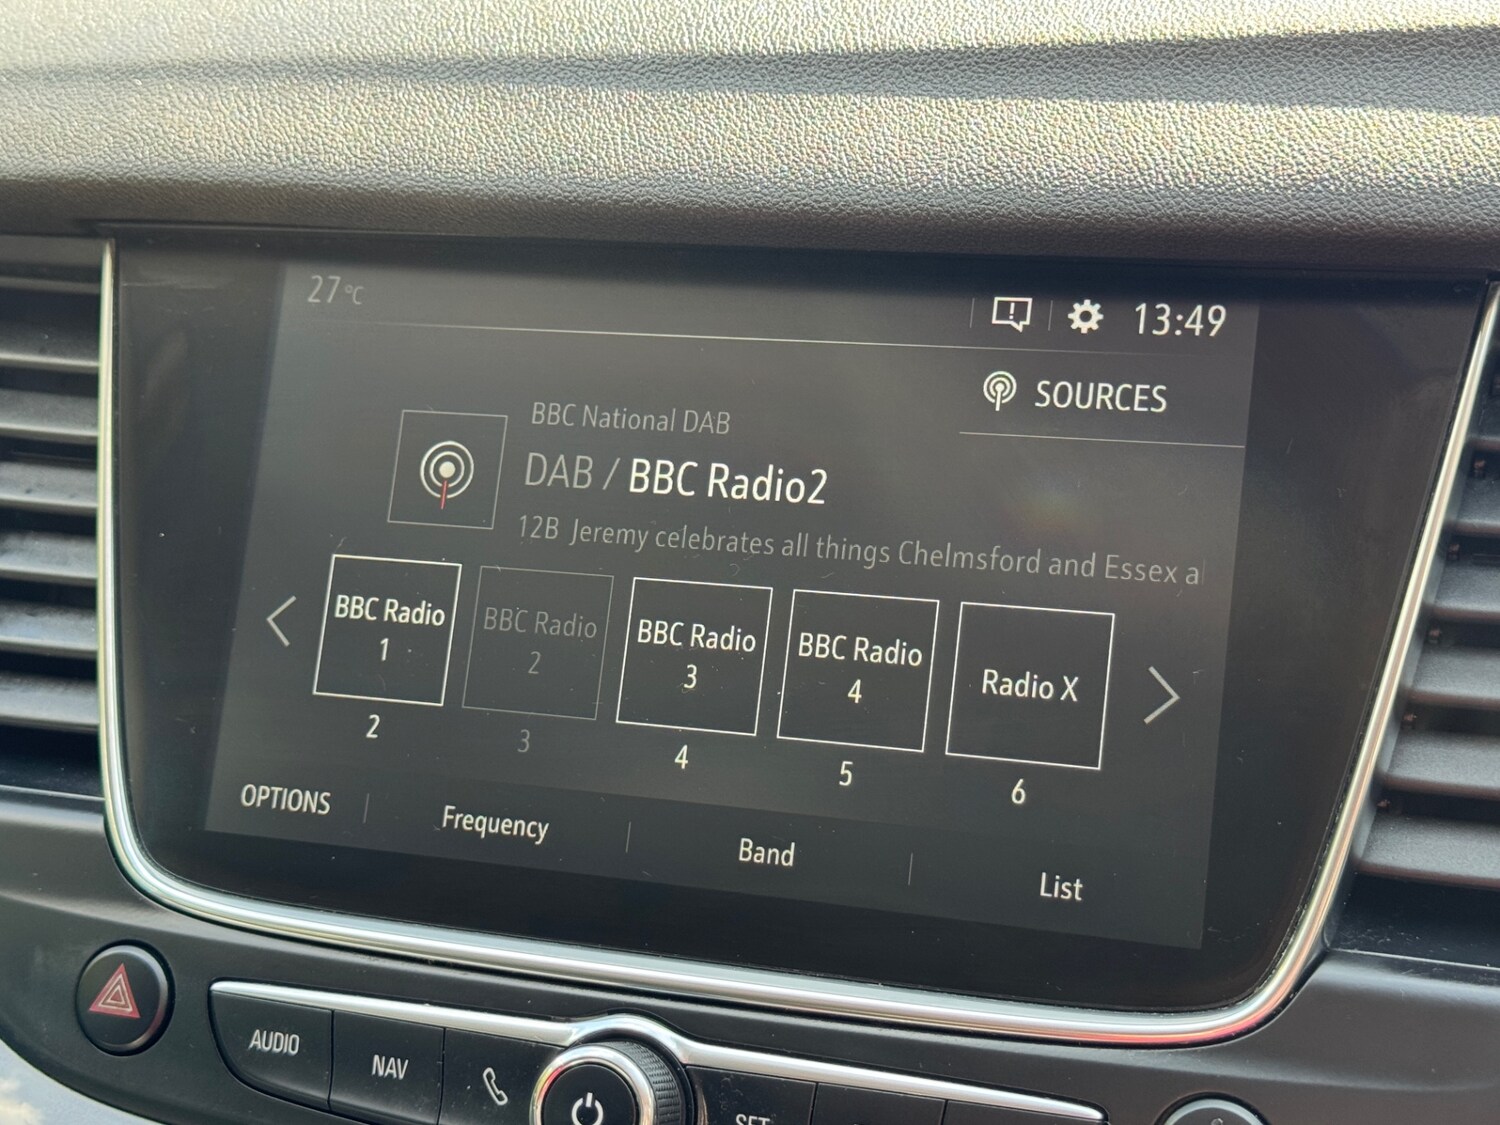 27 °C
13:49
SOURCES
BBC National DAB
DAB / BBC Radio2
12B Jeremy celebrates all things Chelmsford and Essex a
BBC Radio
1
BBC Radio
2
BBC Radio
3
BBC Radio
4
Radio X
2
3
4
5
6
OPTIONS
Frequency
Band
List
AUDIO
NAV
SET